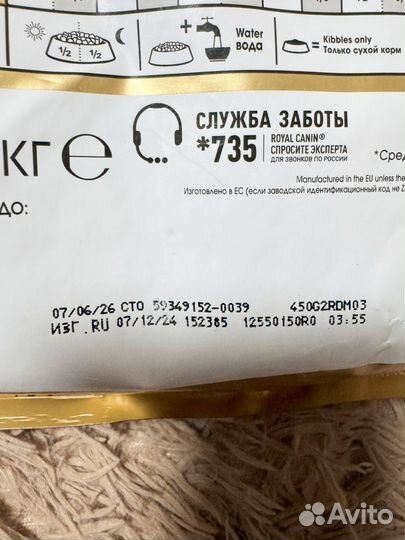 1/2 1/2 + Water вода = Kibbles only Только сухой корм
КГ e
СЛУЖБА ЗАБОТЫ
*735 ROYAL CANIN®
СПРОСИТЕ ЭКСПЕРТА
ДЛЯ ЗВОНКОВ ПО РОССИИ
*Сред
Manufactured in the EU unless the
Изготовлено в ЕС (если заводской идентификационный код не
ДО:
07/06/26 СТО 59349152-0039 450G2RDM03
ИЗГ.RU 07/12/24 152385 12550150R0 03:55
Avito